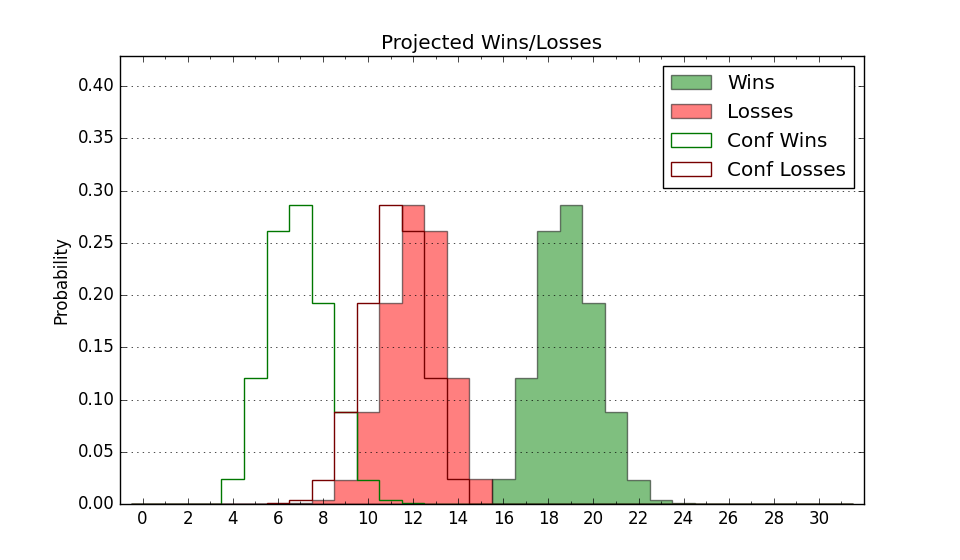 Projected Wins/Losses
0.40
0.35
0.30
0.25
0.20
0.15
0.10
0.05
0.00
Probability
Wins
Losses
Conf Wins
Conf Losses
0 2 4 6 8 10 12 14 16 18 20 22 24 26 28 30